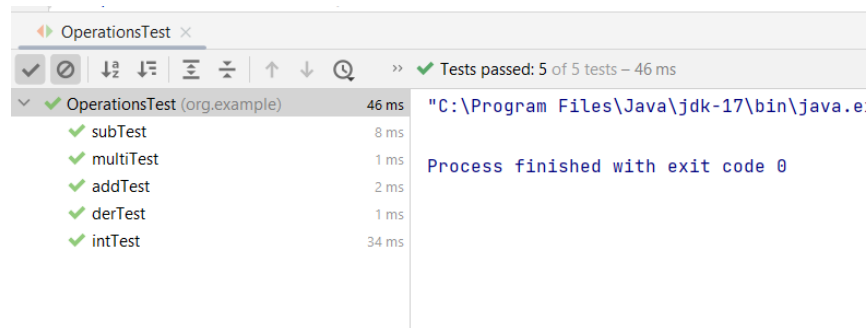 OperationsTest
Tests passed: 5 of 5 tests – 46 ms
OperationsTest (org.example) 46 ms
subTest 8 ms
multiTest 1 ms
addTest 2 ms
derTest 1 ms
intTest 34 ms
"C:\Program Files\Java\jdk-17\bin\java.e
Process finished with exit code 0